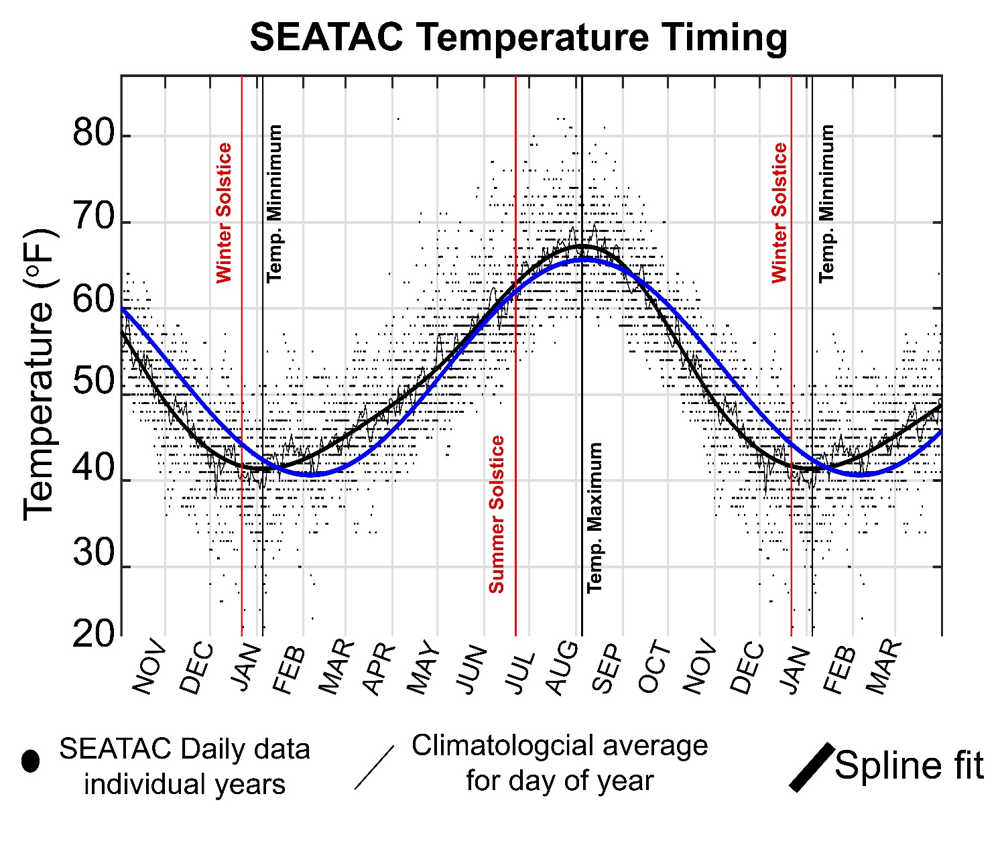 SEATAC Temperature Timing
Temperature (ºF)
80
70
60
50
40
30
20
Winter Solstice
Temp. Minnimum
Summer Solstice
Temp. Maximum
Winter Solstice
Temp. Minnimum
NOV DEC JAN FEB MAR APR MAY JUN JUL AUG SEP OCT NOV DEC JAN FEB MAR
SEATAC Daily data
individual years
Climatologcial average
for day of year
Spline fit